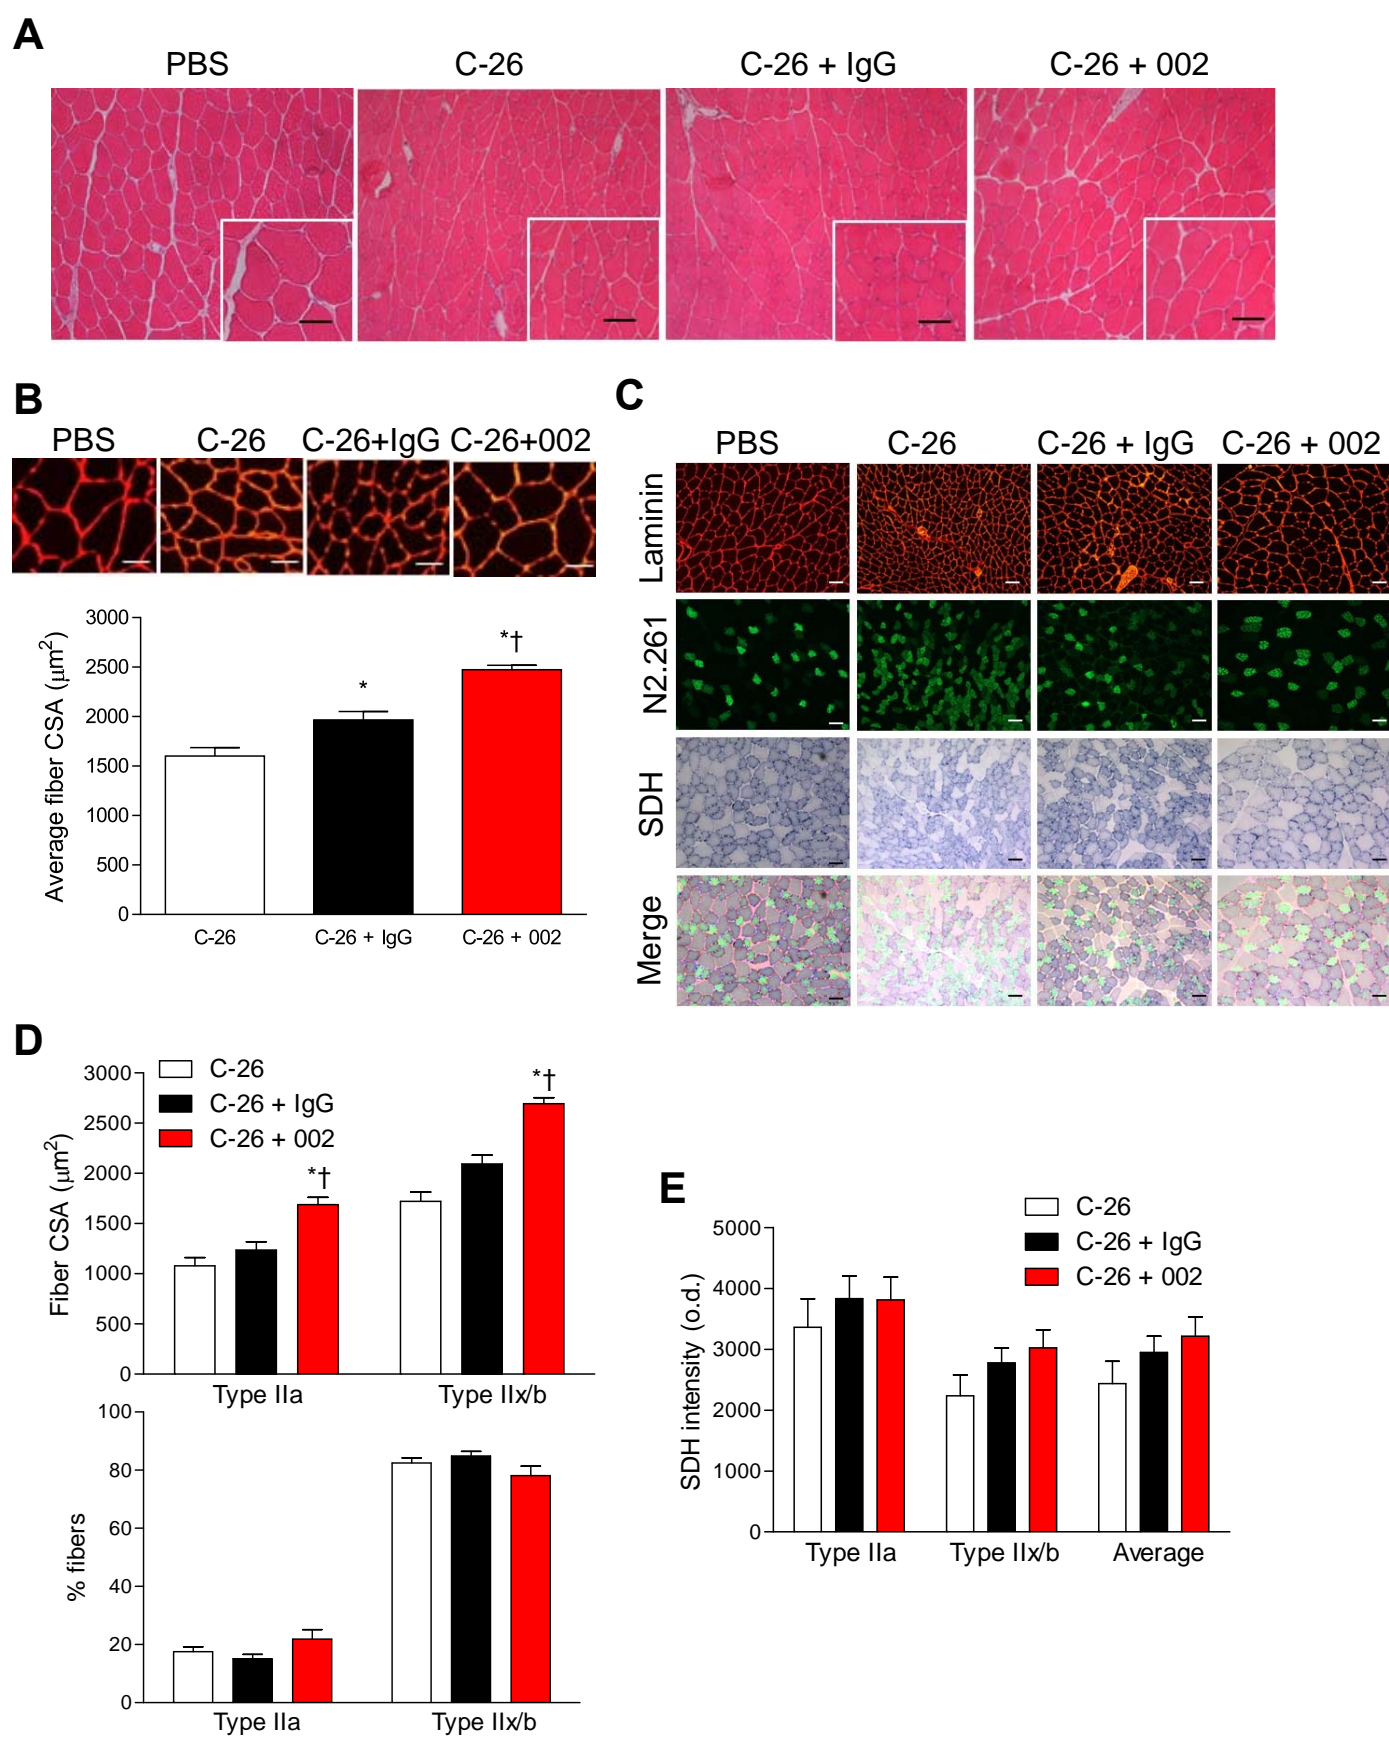 A
PBS C-26 C-26 + IgG C-26 + 002
B
PBS C-26 C-26+IgG C-26+002
Average fiber CSA (μm2)
3000
2500
2000
1500
1000
500
0
*
*†
C-26 C-26 + IgG C-26 + 002
C
PBS C-26 C-26 + IgG C-26 + 002
Laminin
N2.261
SDH
Merge
D
C-26
C-26 + IgG
C-26 + 002
Fiber CSA (μm2)
3000
2500
2000
1500
1000
500
0
*†
*†
Type IIa Type IIx/b
% fibers
100
80
60
40
20
0
Type IIa Type IIx/b
E
C-26
C-26 + IgG
C-26 + 002
SDH intensity (o.d.)
5000
4000
3000
2000
1000
0
Type IIa Type IIx/b Average